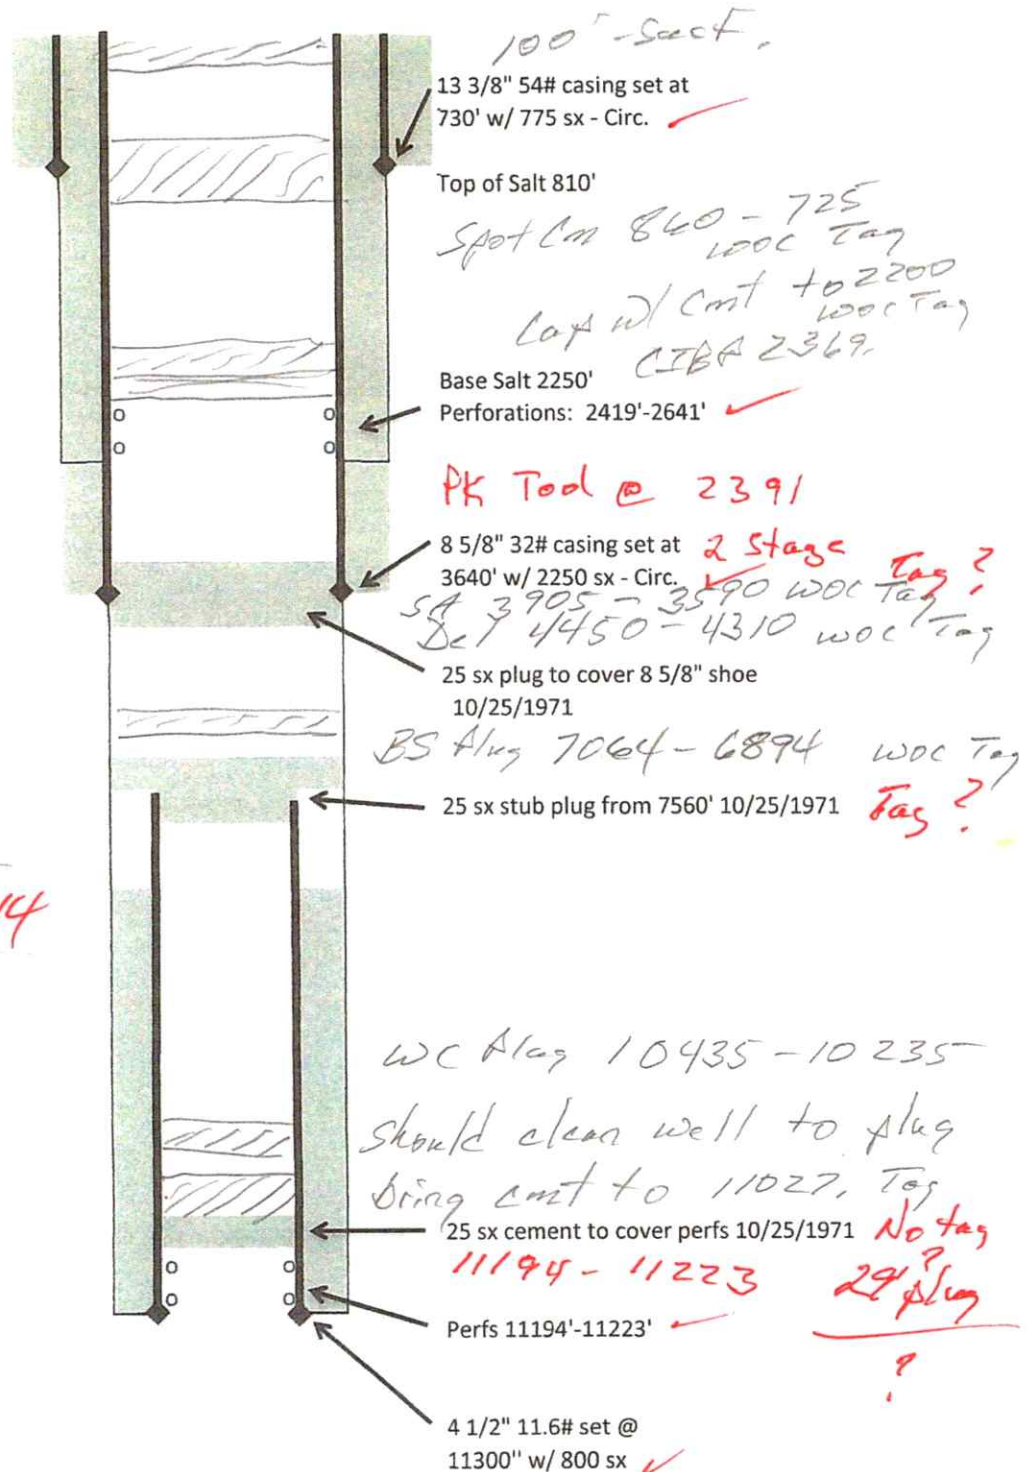 100' - Surf.
13 3/8" 54# casing set at
730' w/ 775 sx - Circ.
Top of Salt 810'
Spot Cm 860 - 725
WOC Tag
Cap w/ Cmt to 2200
WOC Tag
CIBP 2369.
Base Salt 2250'
Perforations: 2419'-2641'
PK Tool @ 2391
8 5/8" 32# casing set at 2 Stage
3640' w/ 2250 sx - Circ. Tag ?
SA 3905 - 3590 WOC Tag
Del 4450 - 4310 WOC Tag
25 sx plug to cover 8 5/8" shoe
10/25/1971
BS Plug 7064 - 6894 WOC Tag
25 sx stub plug from 7560' 10/25/1971 Tag ?
14
WC Plug 10435 - 10235
Should clean well to plug
bring cmt to 11027, Tag
25 sx cement to cover perfs 10/25/1971 No tag
?
11194 - 11223 29' plug
Perfs 11194'-11223'
?
4 1/2" 11.6# set @
11300" w/ 800 sx